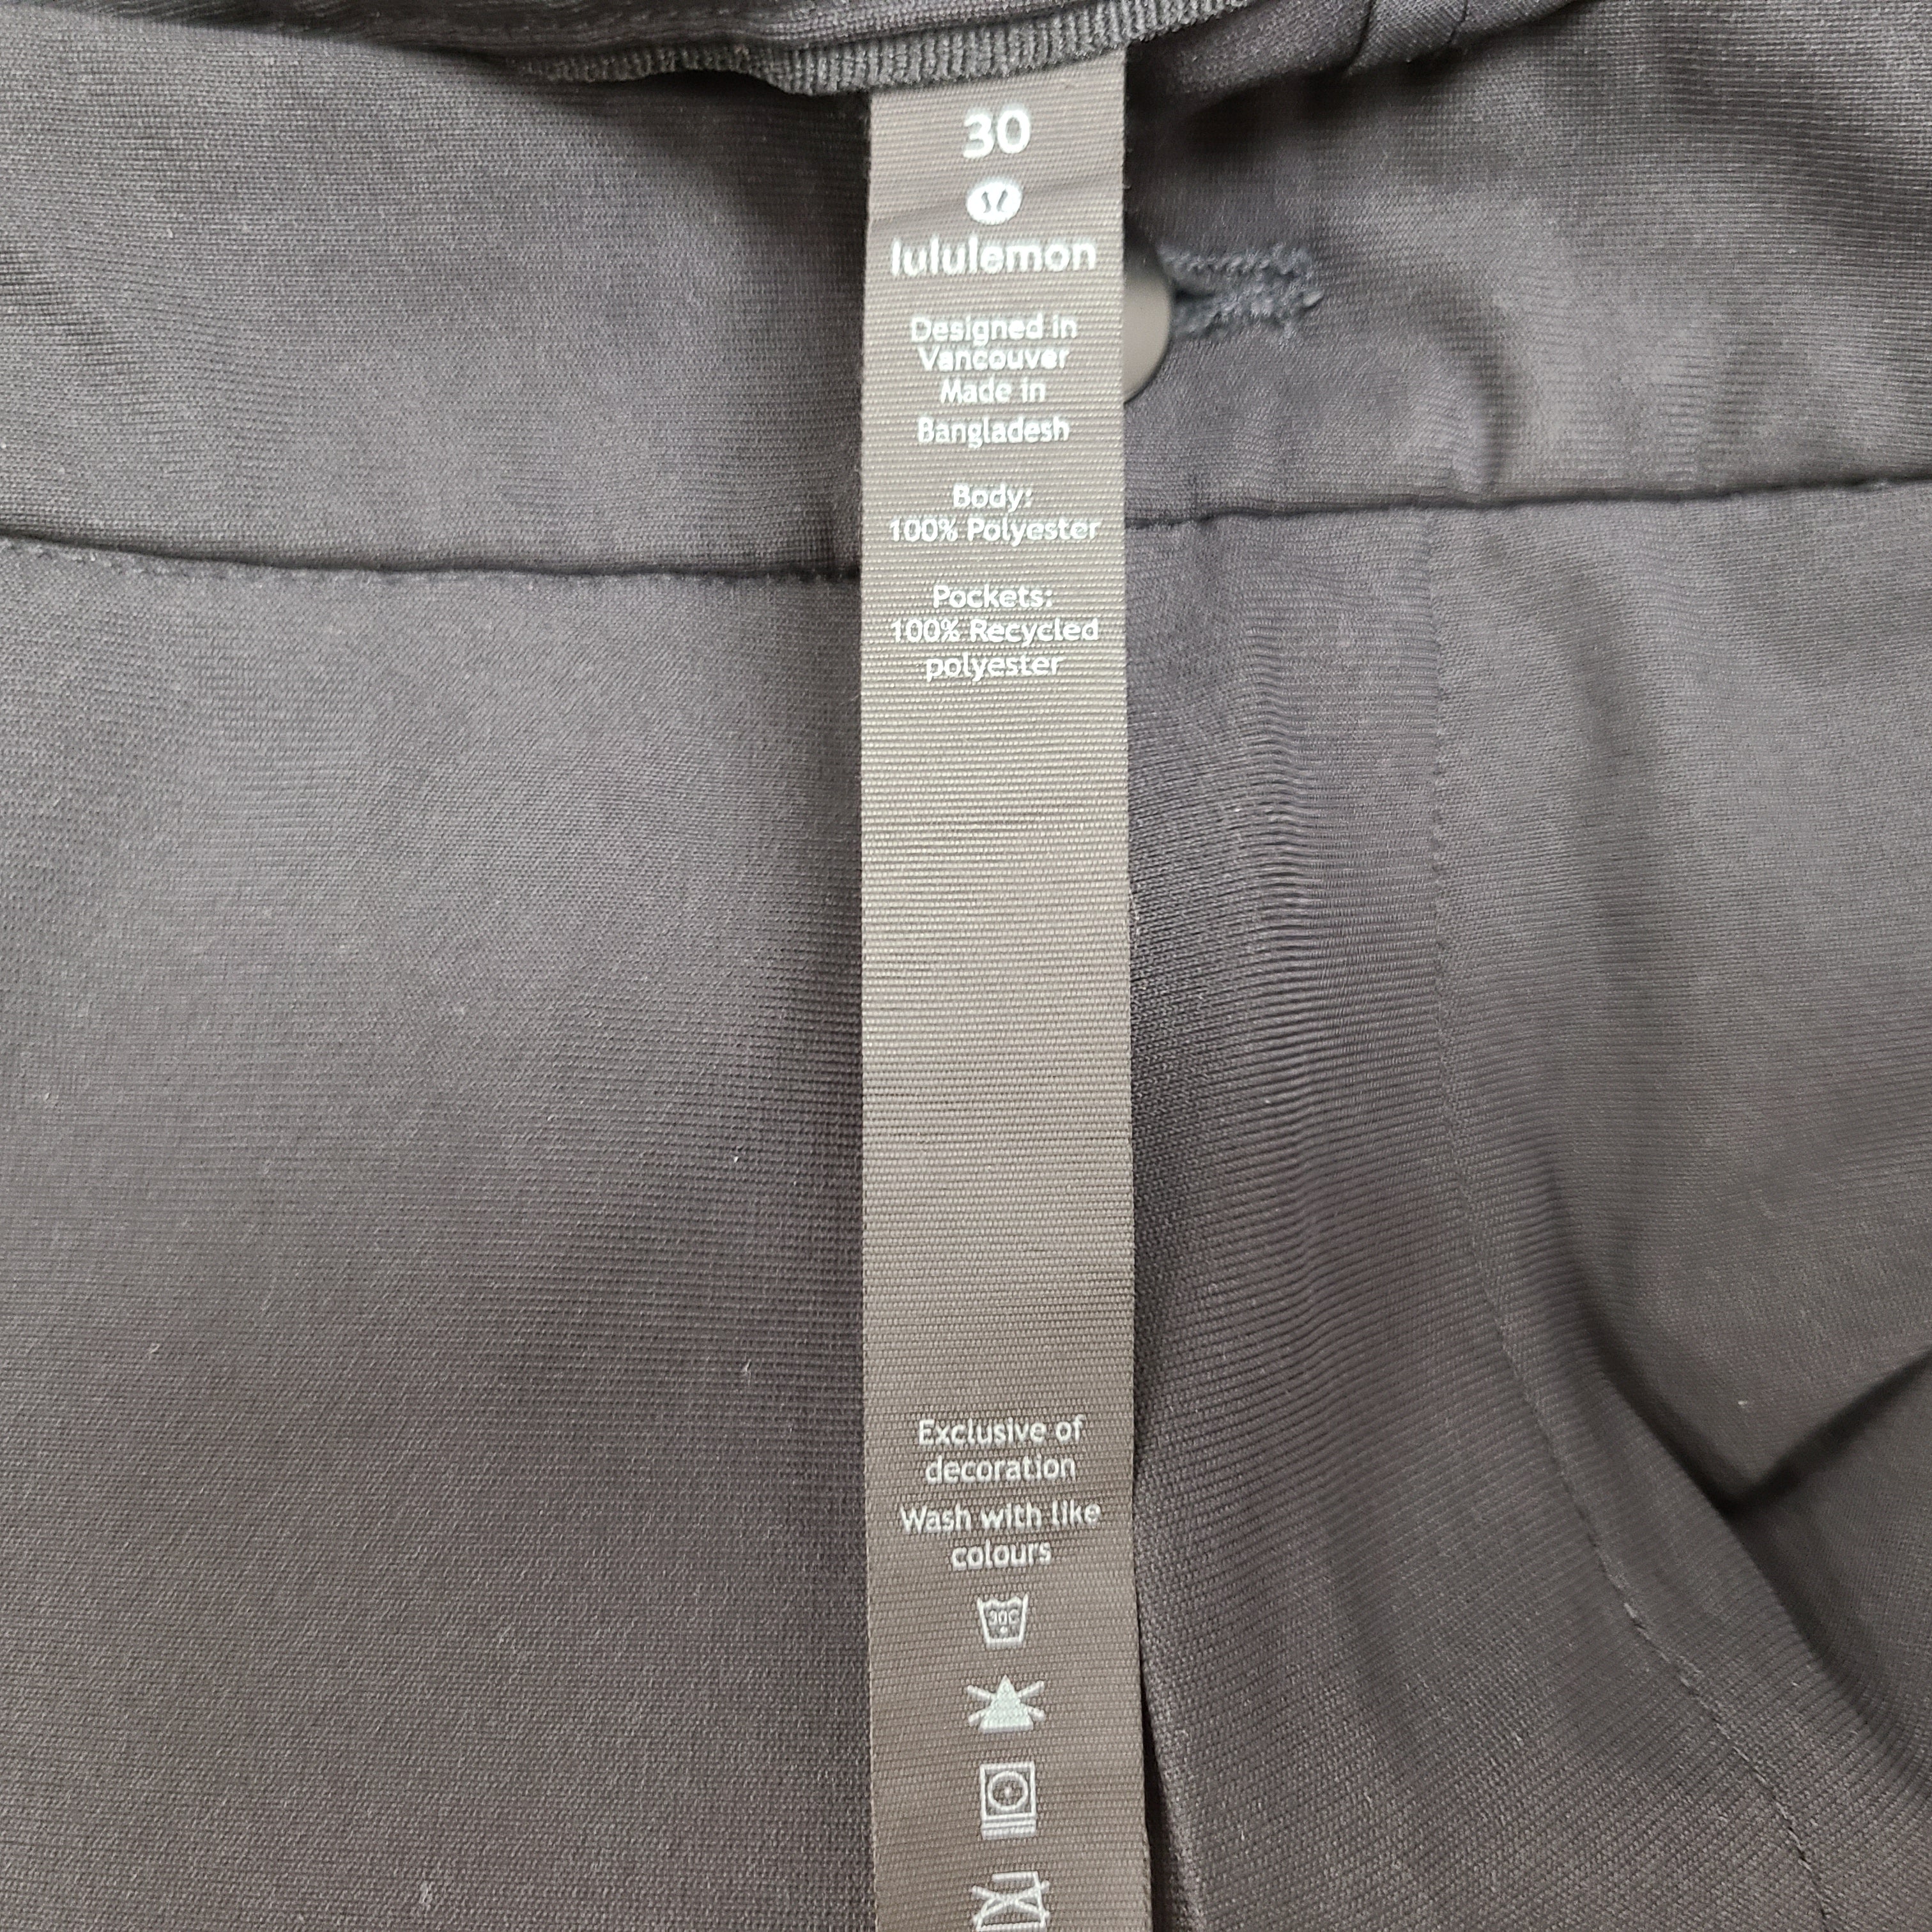 30
lululemon
Designed in
Vancouver
Made in
Bangladesh
Body:
100% Polyester
Pockets:
100% Recycled
polyester
Exclusive of
decoration
Wash with like
colours
30C